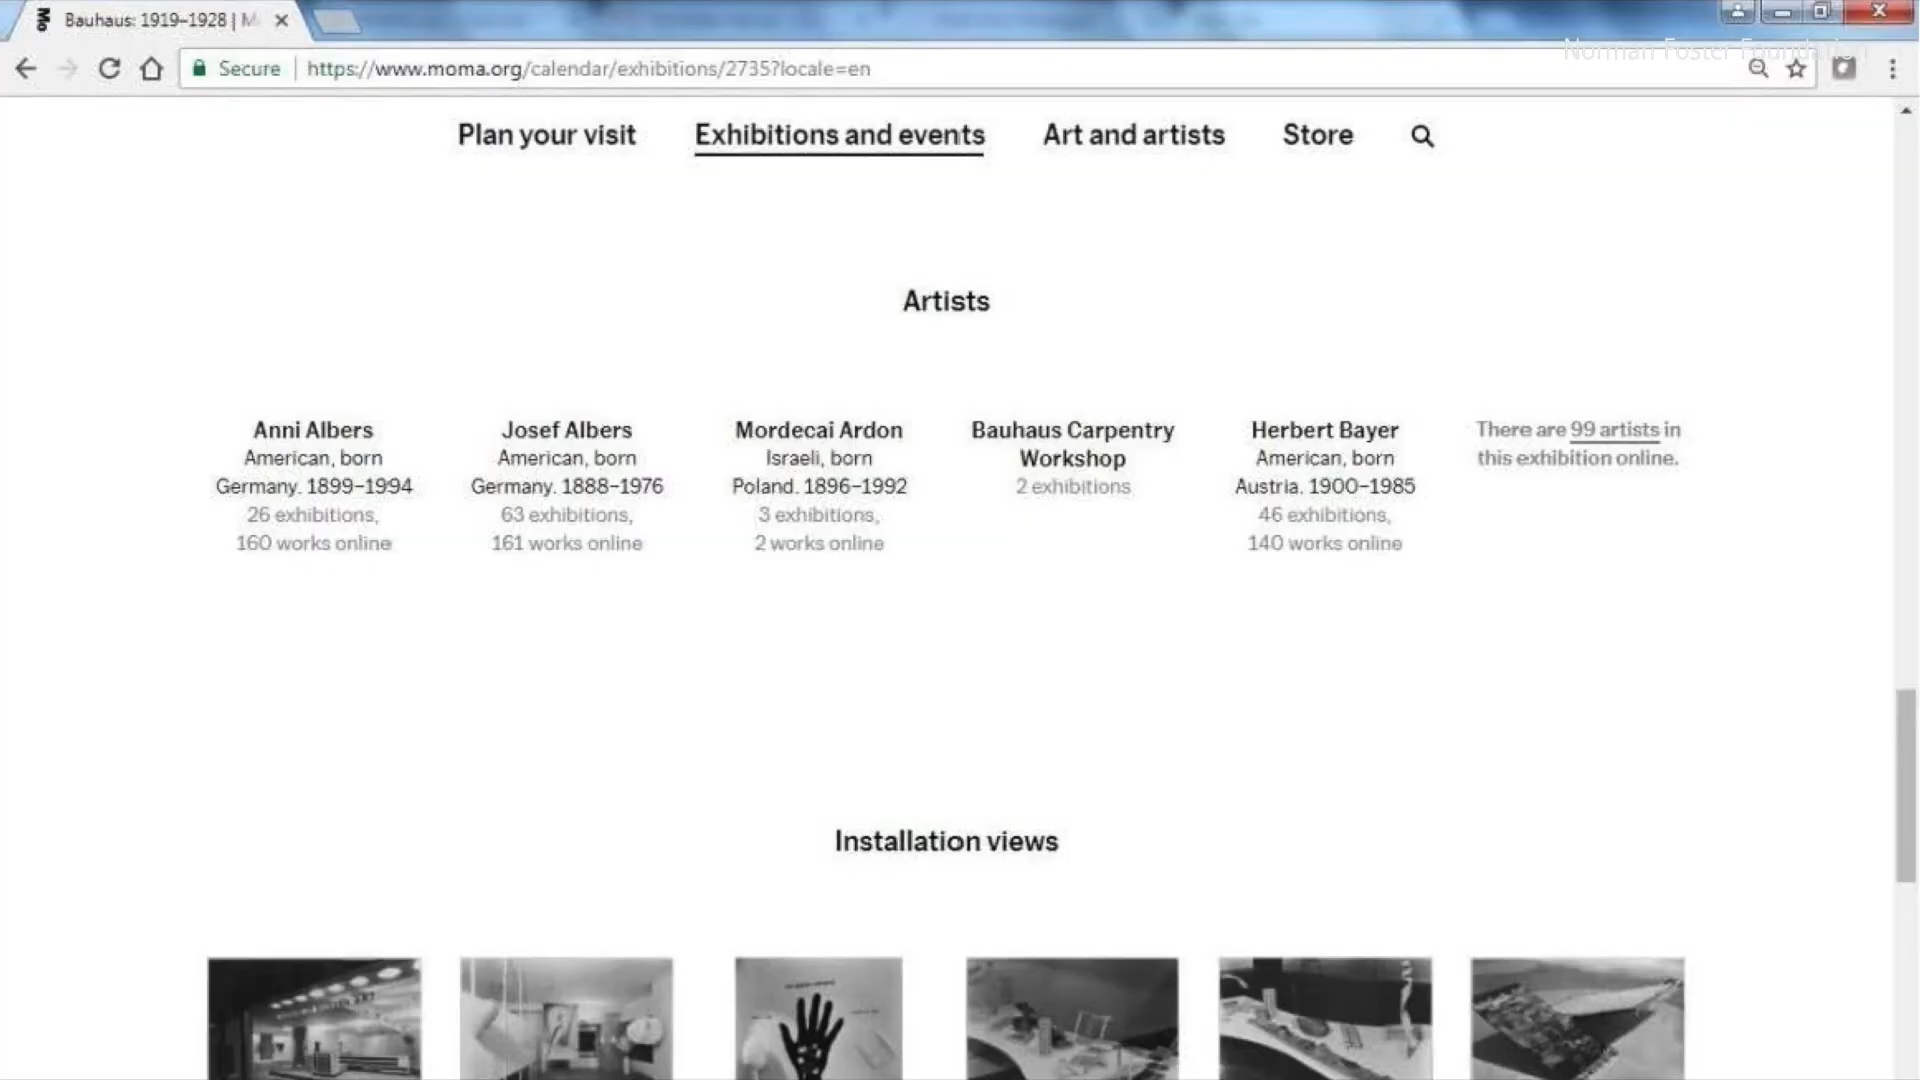 Bauhaus: 1919–1928 | M
Norman Foster Foundation
Secure
https://www.moma.org/calendar/exhibitions/2735?locale=en
Plan your visit
Exhibitions and events
Art and artists
Store
Artists
Anni Albers
American, born
Germany. 1899–1994
26 exhibitions,
160 works online
Josef Albers
American, born
Germany. 1888–1976
63 exhibitions,
161 works online
Mordecai Ardon
Israeli, born
Poland. 1896–1992
3 exhibitions,
2 works online
Bauhaus Carpentry
Workshop
2 exhibitions
Herbert Bayer
American, born
Austria. 1900–1985
46 exhibitions,
140 works online
There are 99 artists in
this exhibition online.
Installation views